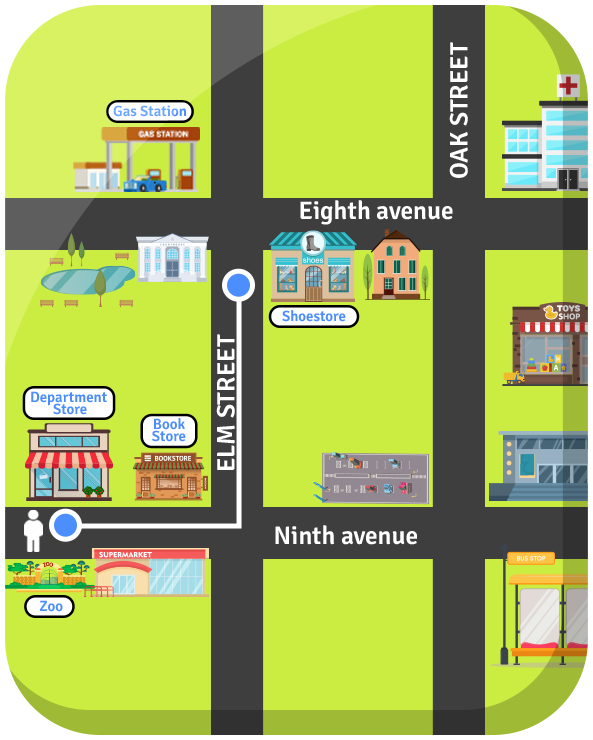 Gas Station
GAS STATION
OAK STREET
Eighth avenue
shoes
Shoestore
TOYS
SHOP
ELM STREET
Department
Store
Book
Store
BOOKSTORE
Ninth avenue
SUPERMARKET
ZOO
BUS STOP
Zoo